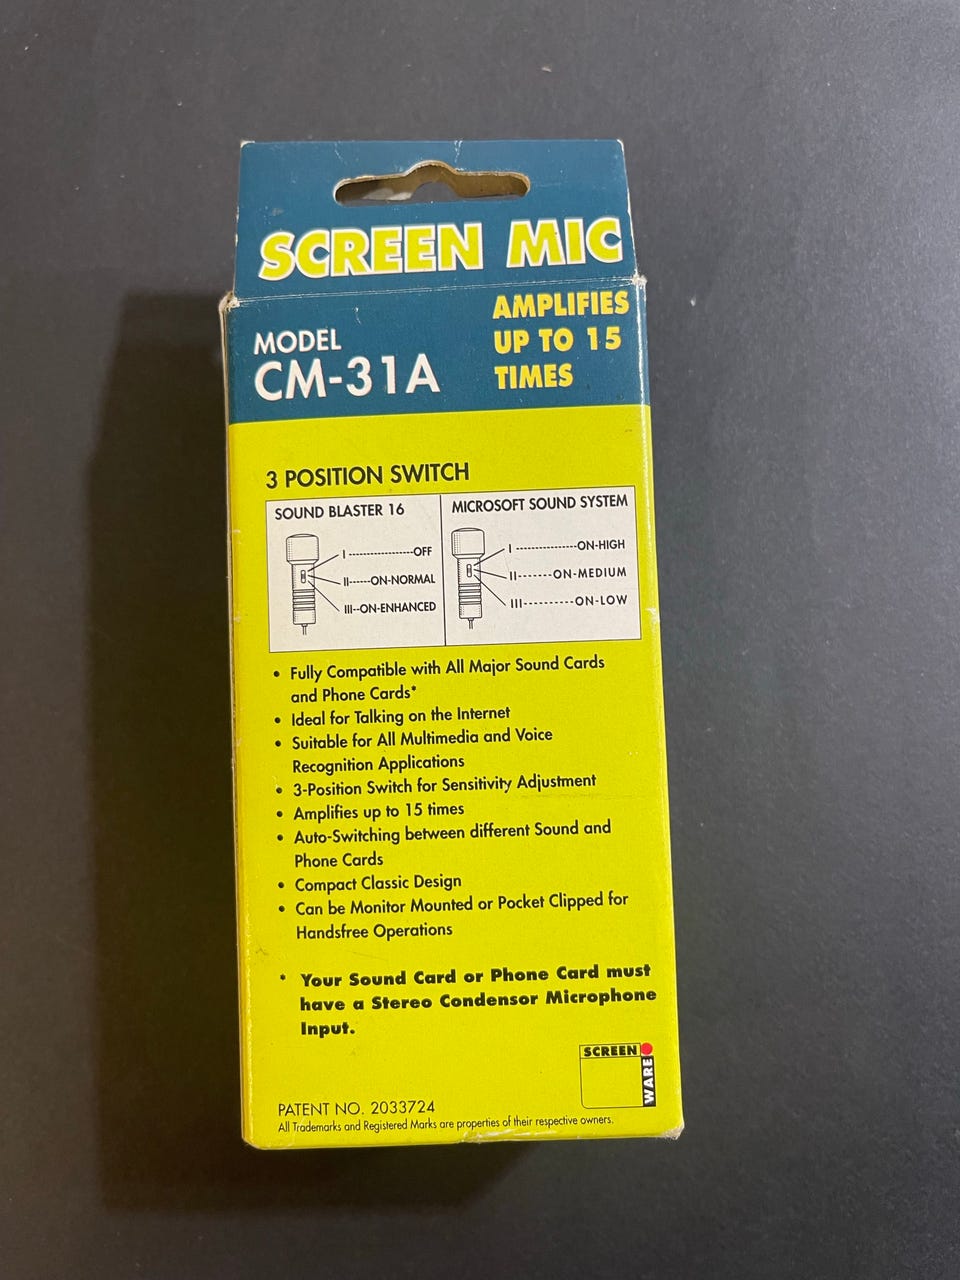 SCREEN MIC
MODEL
CM-31A
AMPLIFIES
UP TO 15
TIMES
3 POSITION SWITCH
SOUND BLASTER 16
I ---------------OFF
II------ON-NORMAL
III--ON-ENHANCED
MICROSOFT SOUND SYSTEM
I --------------ON-HIGH
II-------ON-MEDIUM
III----------ON-LOW
• Fully Compatible with All Major Sound Cards
and Phone Cards*
• Ideal for Talking on the Internet
• Suitable for All Multimedia and Voice
Recognition Applications
• 3-Position Switch for Sensitivity Adjustment
• Amplifies up to 15 times
• Auto-Switching between different Sound and
Phone Cards
• Compact Classic Design
• Can be Monitor Mounted or Pocket Clipped for
Handsfree Operations
* Your Sound Card or Phone Card must
have a Stereo Condensor Microphone
Input.
SCREEN
WARE
PATENT NO. 2033724
All Trademarks and Registered Marks are properties of their respective owners.